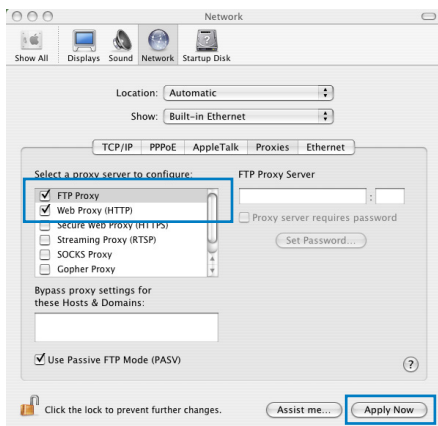 Network
Show All Displays Sound Network Startup Disk
Location: Automatic
Show: Built-in Ethernet
TCP/IP PPPoE AppleTalk Proxies Ethernet
Select a proxy server to configure: FTP Proxy Server
FTP Proxy
:
Web Proxy (HTTP)
Proxy server requires password
Secure Web Proxy (HTTPS)
Streaming Proxy (RTSP)
Set Password...
SOCKS Proxy
Gopher Proxy
Bypass proxy settings for
these Hosts & Domains:
Use Passive FTP Mode (PASV)
?
Click the lock to prevent further changes. Assist me... Apply Now